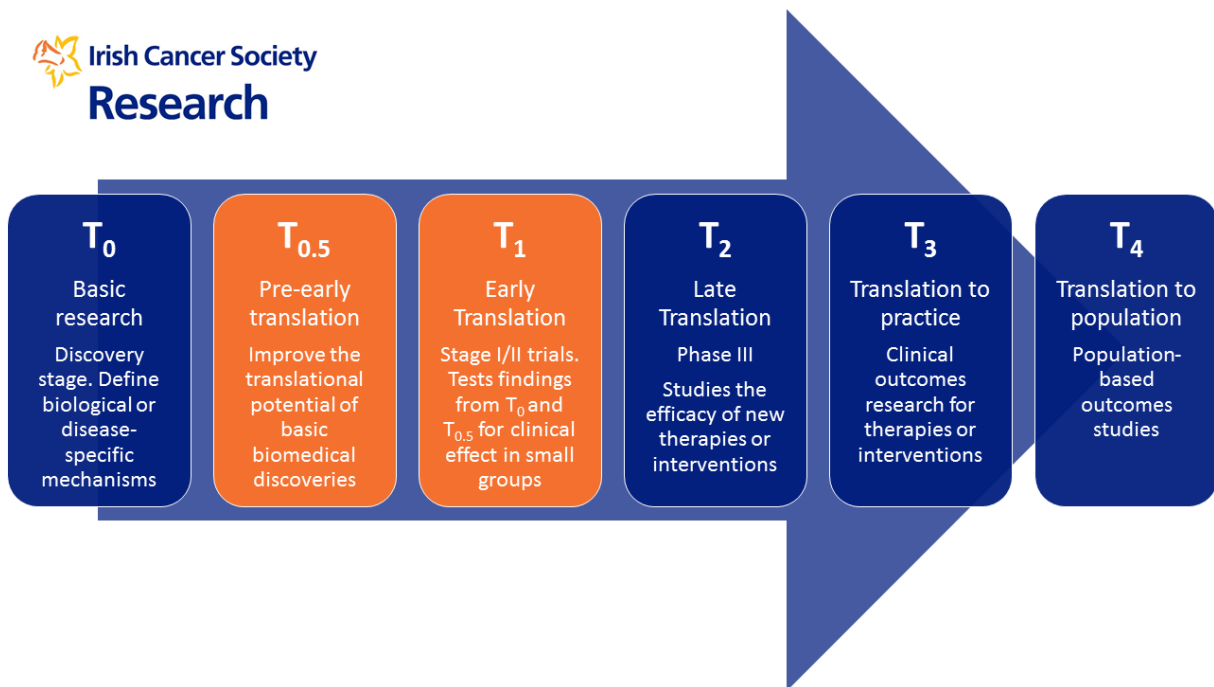 Irish Cancer Society
Research
T₀
Basic
research
Discovery
stage. Define
biological or
disease-
specific
mechanisms
T₀.₅
Pre-early
translation
Improve the
translational
potential of
basic
biomedical
discoveries
T₁
Early
Translation
Stage I/II trials.
Tests findings
from T₀ and
T₀.₅ for clinical
effect in small
groups
T₂
Late
Translation
Phase III
Studies the
efficacy of new
therapies or
interventions
T₃
Translation to
practice
Clinical
outcomes
research for
therapies or
interventions
T₄
Translation to
population
Population-
based
outcomes
studies